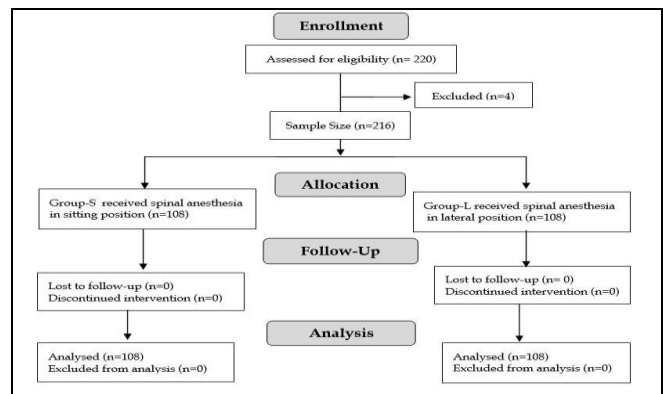 Enrollment
Assessed for eligibility (n= 220)
Excluded (n=4)
Sample Size (n=216)
Allocation
Group-S received spinal anesthesia
in sitting position (n=108)
Group-L received spinal anesthesia
in lateral position (n=108)
Follow-Up
Lost to follow-up (n=0)
Discontinued intervention (n=0)
Lost to follow-up (n= 0)
Discontinued intervention (n=0)
Analysis
Analysed (n=108)
Excluded from analysis (n=0)
Analysed (n=108)
Excluded from analysis (n=0)